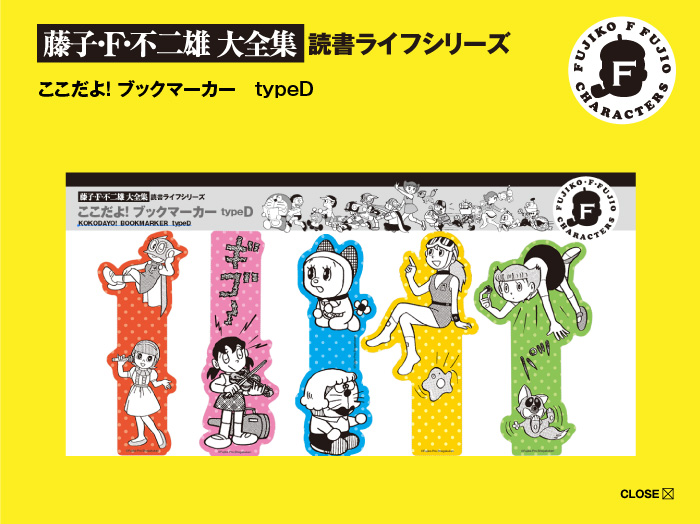 藤子・F・不二雄 大全集 読書ライフシリーズ
ここだよ! ブックマーカー typeD
FUJIKO F FUJIO
F
CHARACTERS
藤子・F・不二雄 大全集 読書ライフシリーズ
ここだよ! ブックマーカー typeD
KOKODAYO! BOOKMARKER typeD
FUJIKO・F・FUJIO
F
CHARACTERS
CLOSE